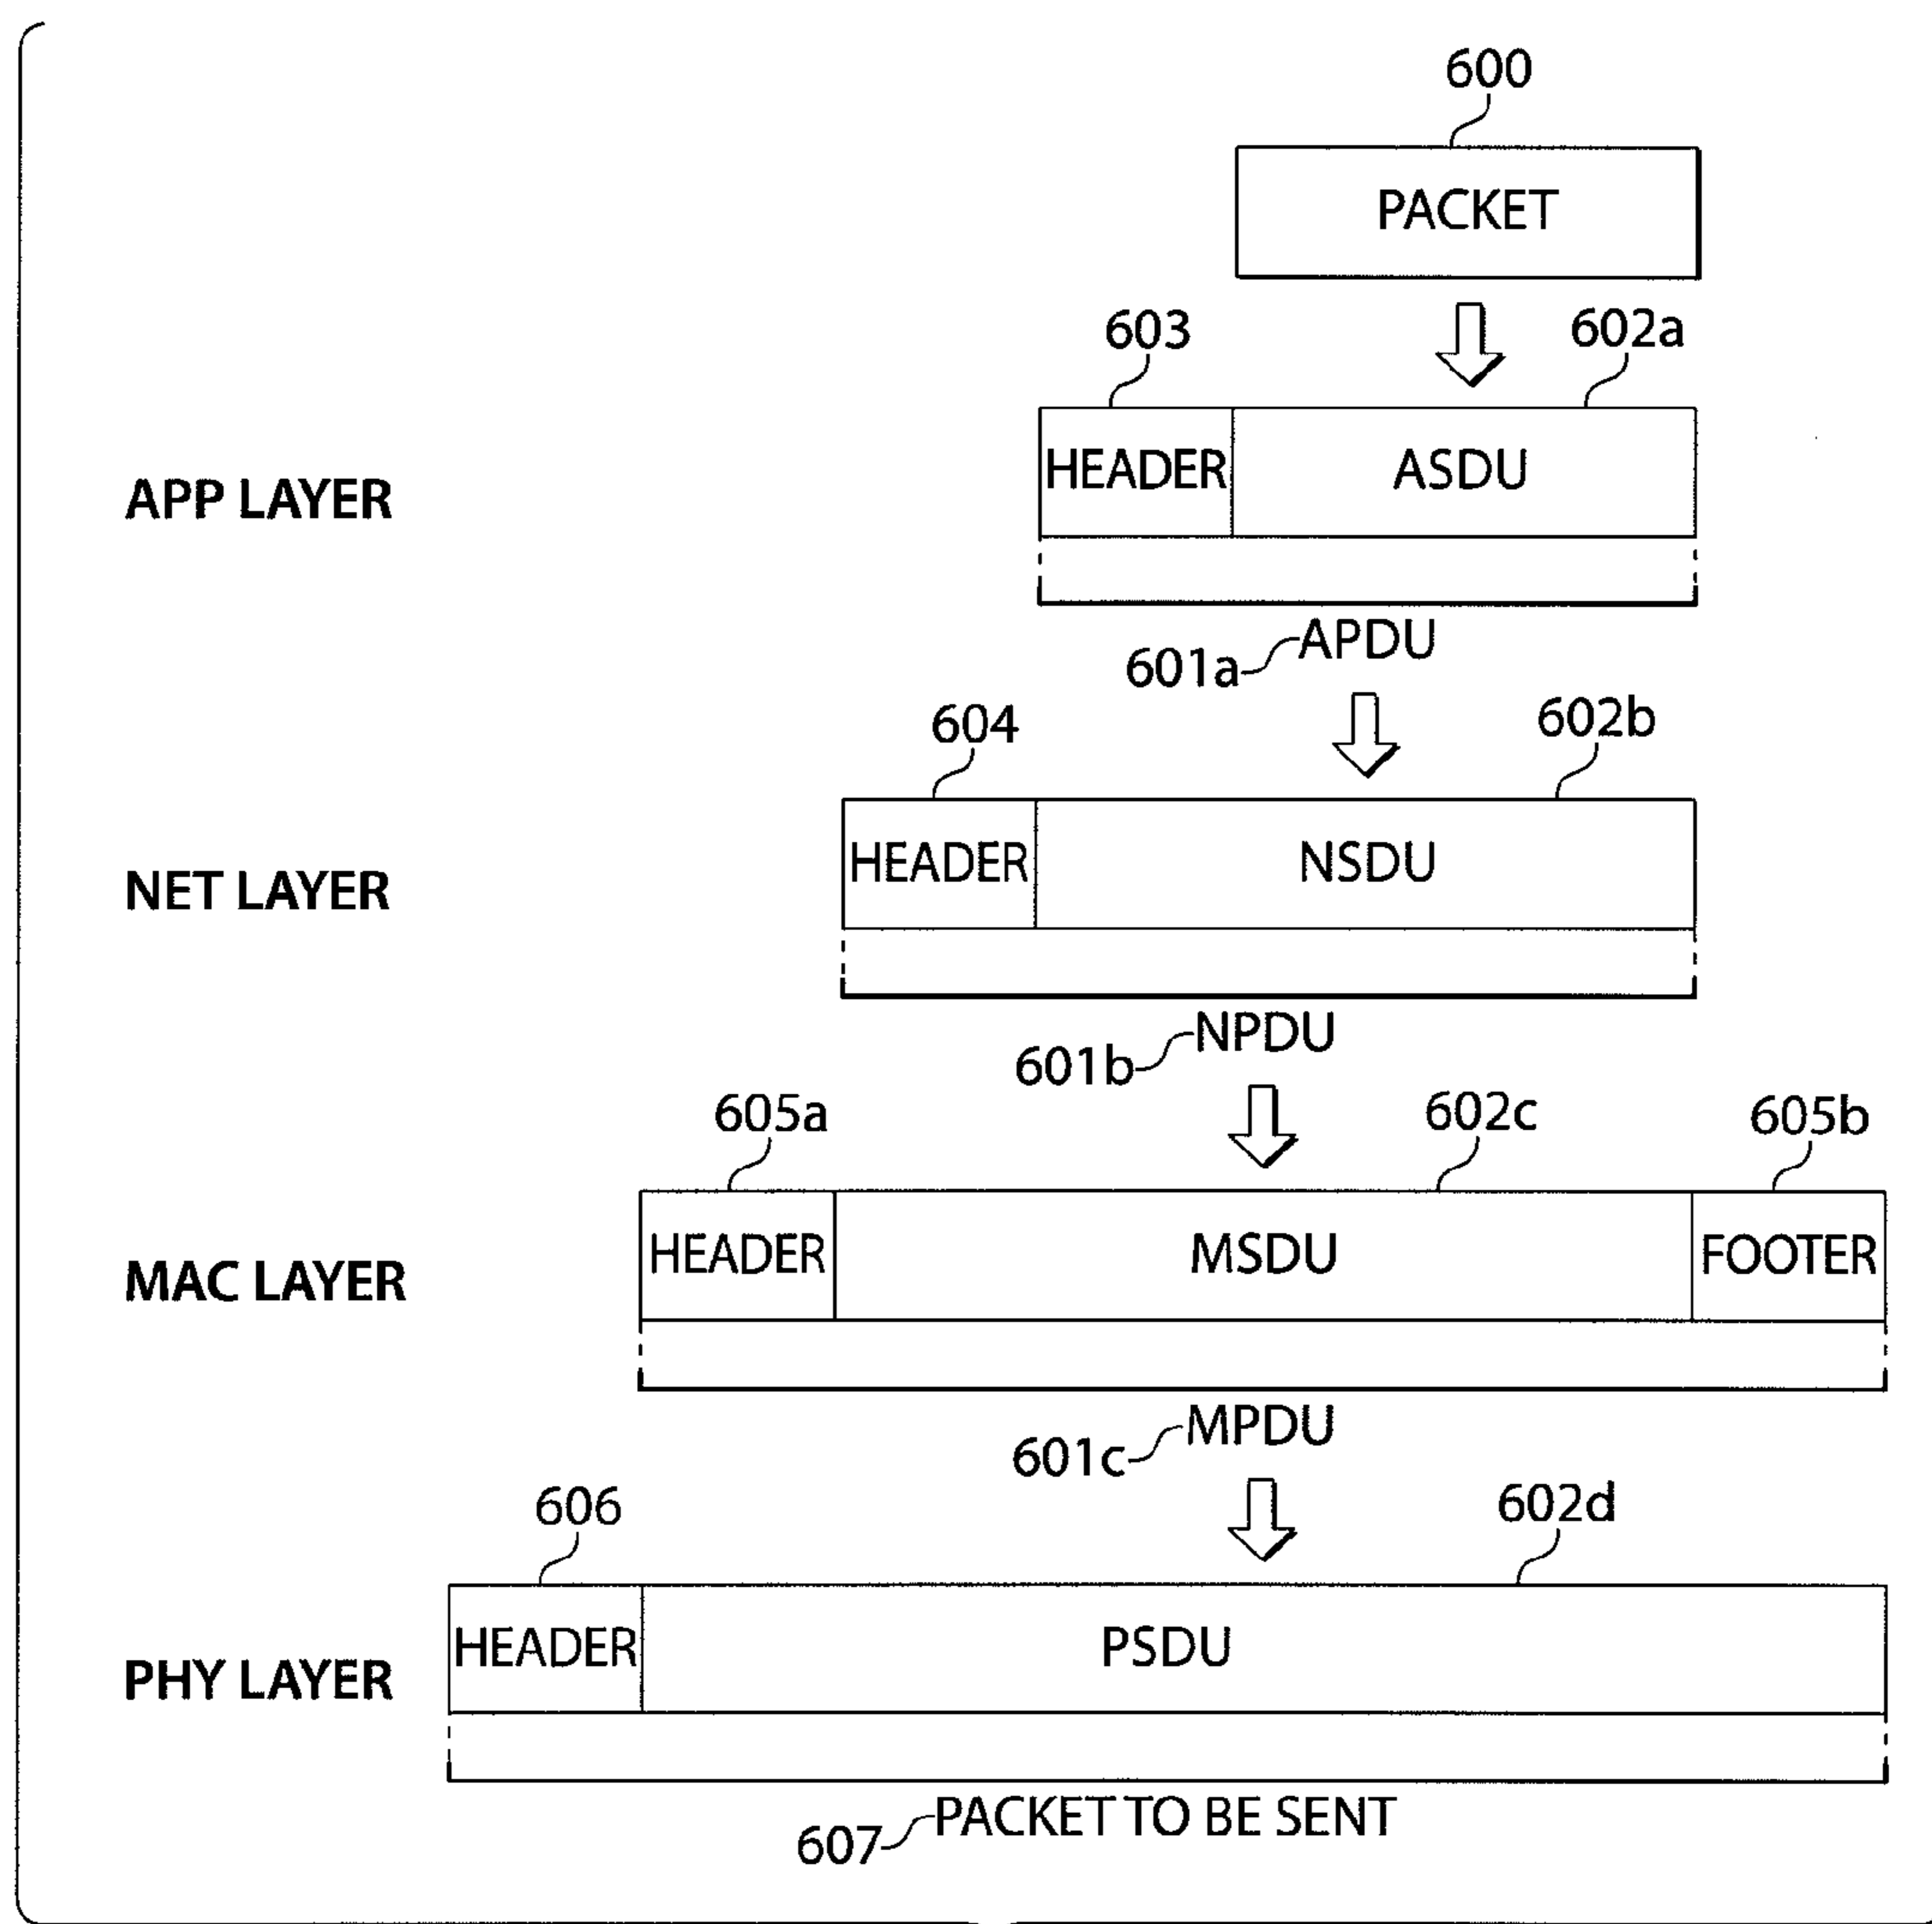 600
PACKET
603
602a
APP LAYER
HEADER
ASDU
601a
APDU
604
602b
NET LAYER
HEADER
NSDU
601b
NPDU
605a
602c
605b
MAC LAYER
HEADER
MSDU
FOOTER
601c
MPDU
606
602d
PHY LAYER
HEADER
PSDU
607
PACKET TO BE SENT